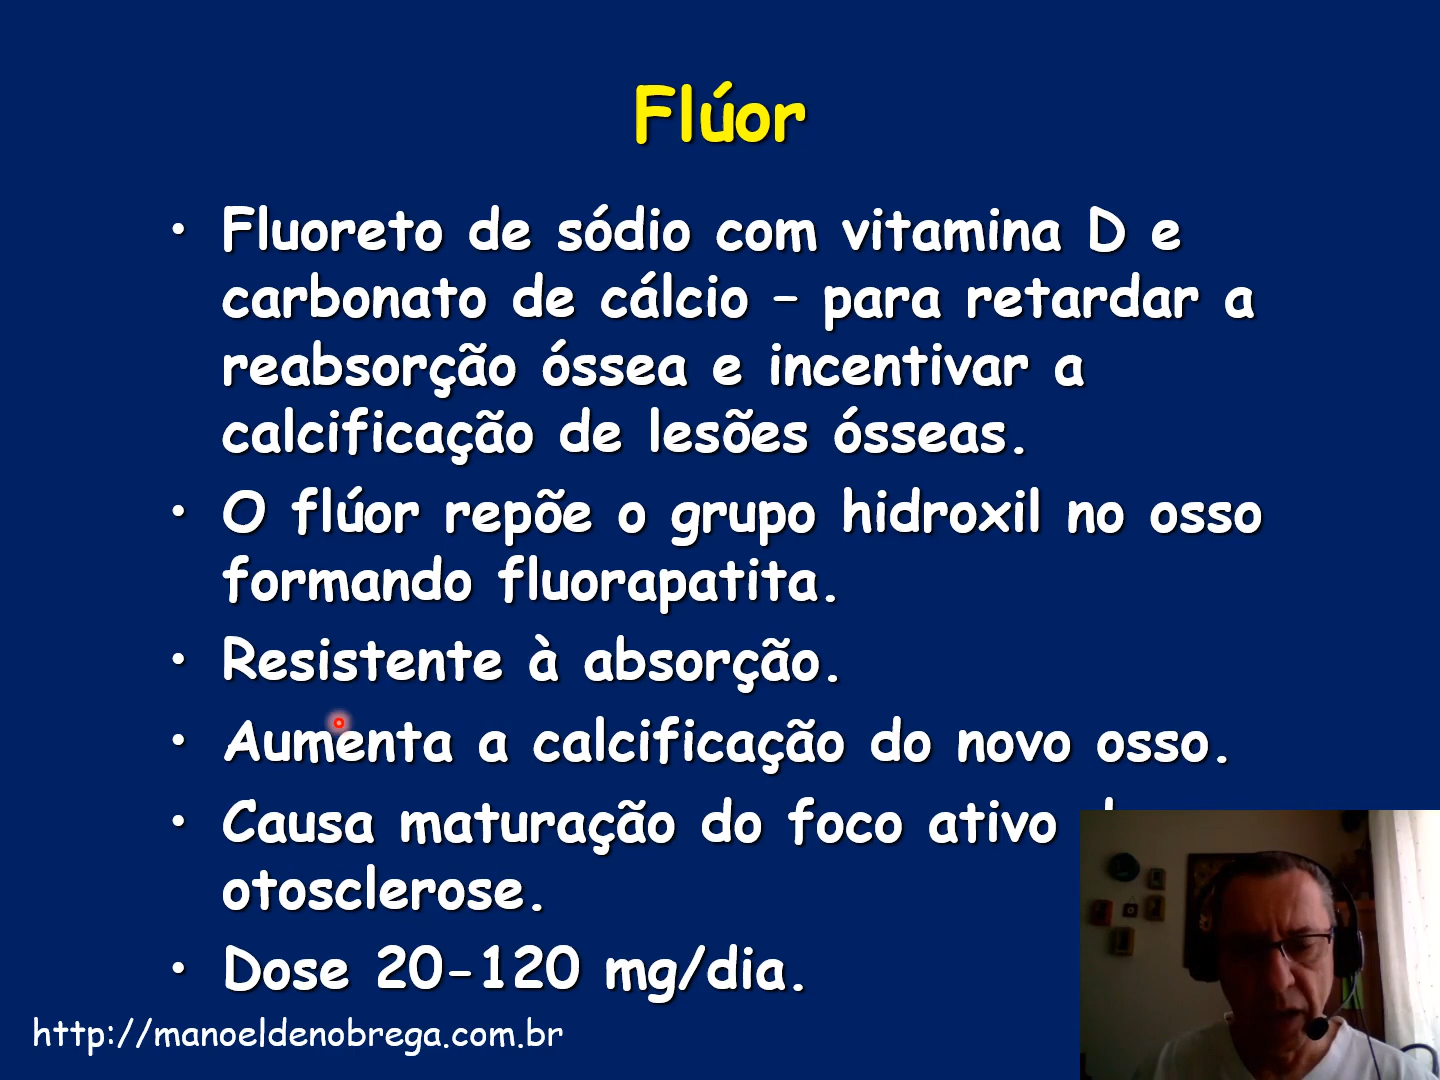 Flúor
• Fluoreto de sódio com vitamina D e
carbonato de cálcio – para retardar a
reabsorção óssea e incentivar a
calcificação de lesões ósseas.
• O flúor repõe o grupo hidroxil no osso
formando fluorapatita.
• Resistente à absorção.
• Aumenta a calcificação do novo osso.
• Causa maturação do foco ativo
otosclerose.
• Dose 20-120 mg/dia.
http://manoeldenobrega.com.br